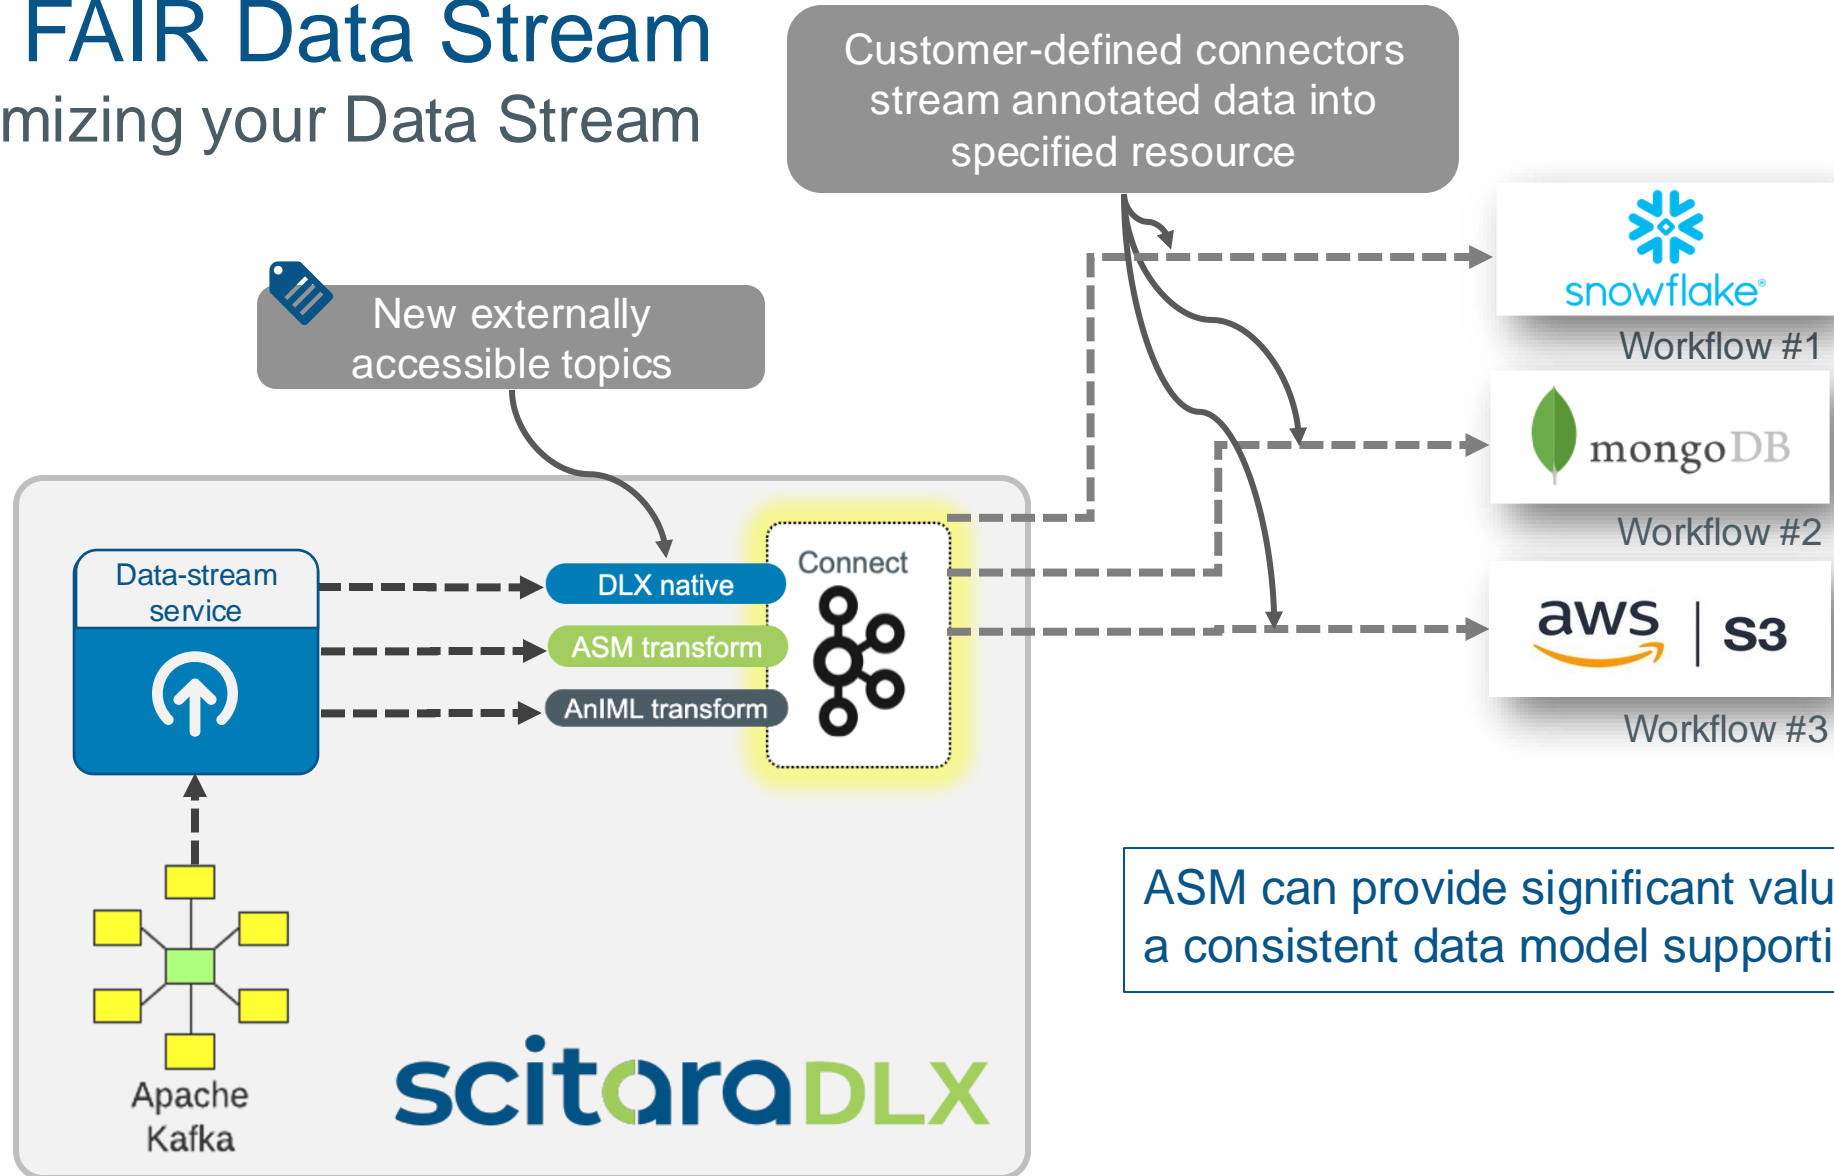 FAIR Data Stream
mizing your Data Stream
Customer-defined connectors
stream annotated data into
specified resource
New externally
accessible topics
snowflake®
Workflow #1
mongoDB
Workflow #2
aws | S3
Workflow #3
Data-stream
service
DLX native
ASM transform
AnIML transform
Connect
Apache
Kafka
scitara DLX
ASM can provide significant valu
a consistent data model supporti